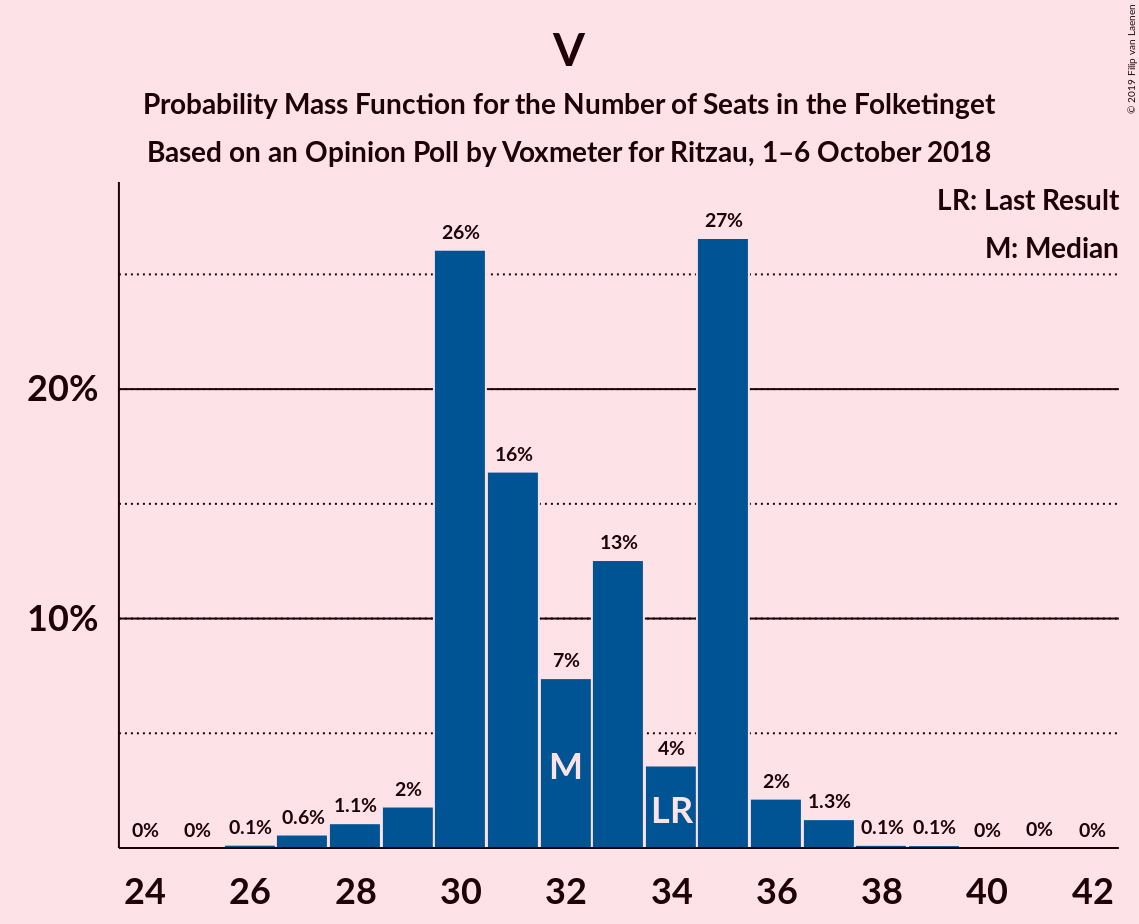 V
Probability Mass Function for the Number of Seats in the Folketinget
Based on an Opinion Poll by Voxmeter for Ritzau, 1–6 October 2018
© 2019 Filip van Laenen
LR: Last Result
M: Median
20%
10%
0%
0%
0.1%
0.6%
1.1%
2%
26%
16%
7%
13%
4%
27%
2%
1.3%
0.1%
0.1%
0%
0%
0%
M
LR
24 26 28 30 32 34 36 38 40 42